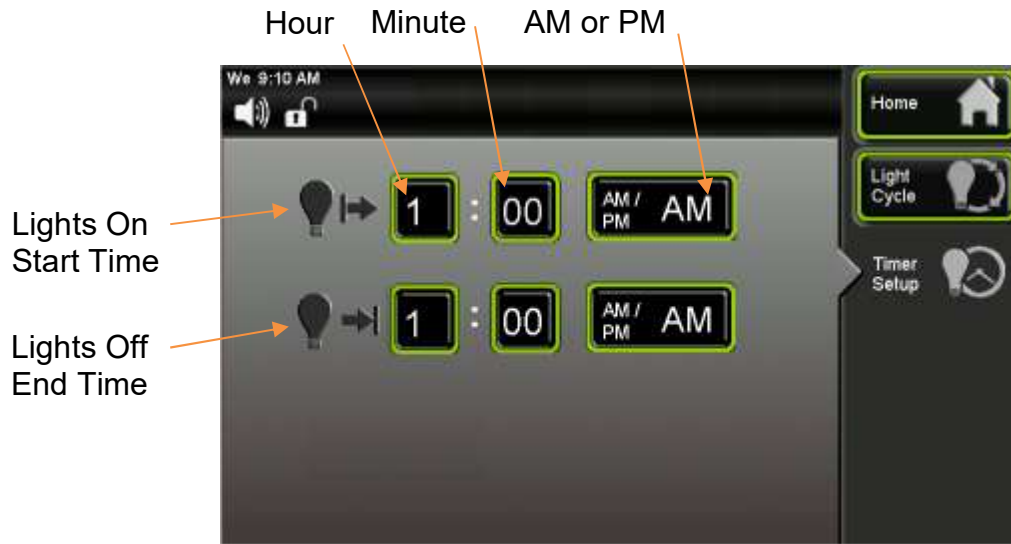 Hour Minute AM or PM
We 9:10 AM
Home
Light
Cycle
Lights On
Start Time
1 : 00 AM /
PM AM
Timer
Setup
Lights Off
End Time
1 : 00 AM /
PM AM